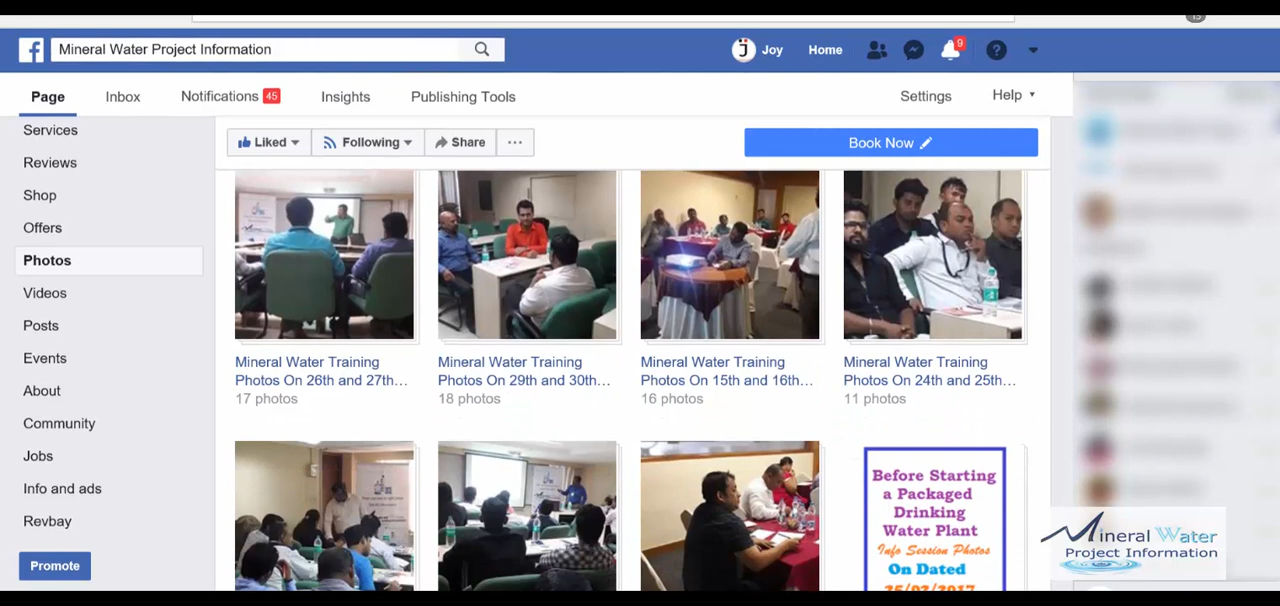 15
Mineral Water Project Information
Joy
Home
9
Page
Inbox
Notifications 45
Insights
Publishing Tools
Settings
Help
Services
Reviews
Shop
Offers
Photos
Videos
Posts
Events
About
Community
Jobs
Info and ads
Revbay
Promote
Liked
Following
Share
Book Now
Mineral Water Training
Photos On 26th and 27th...
17 photos
Mineral Water Training
Photos On 29th and 30th...
18 photos
Mineral Water Training
Photos On 15th and 16th...
16 photos
Mineral Water Training
Photos On 24th and 25th...
11 photos
Before Starting
a Packaged
Drinking
Water Plant
Info Session Photos
On Dated
Mineral Water
Project Information